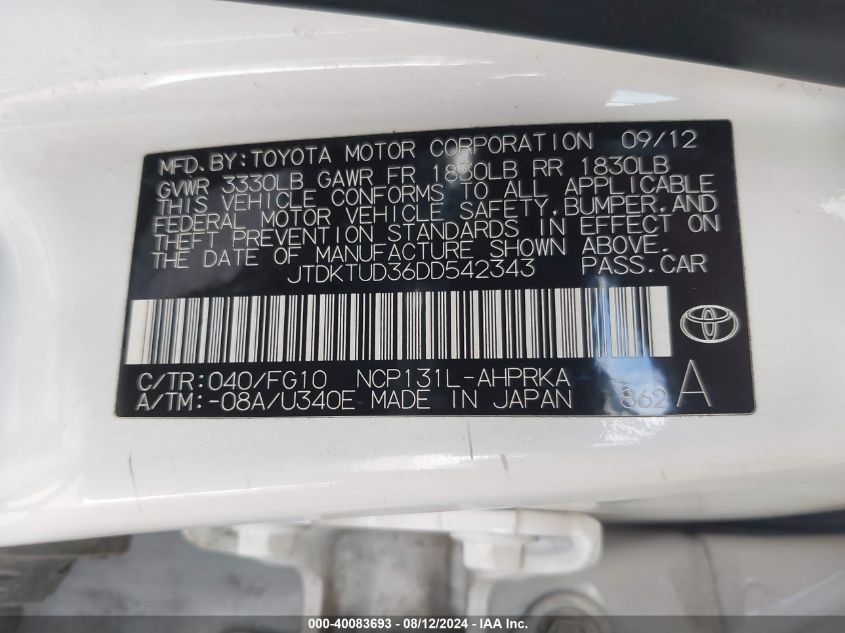 MFD. BY: TOYOTA MOTOR CORPORATION 09/12
GVWR 3330LB GAWR FR 1830LB RR 1830LB
THIS VEHICLE CONFORMS TO ALL APPLICABLE
FEDERAL MOTOR VEHICLE SAFETY, BUMPER, AND
THEFT PREVENTION STANDARDS IN EFFECT ON
THE DATE OF MANUFACTURE SHOWN ABOVE.
JTDKTUD36DD542343 PASS. CAR
C/TR: 040/FG10 NCP131L-AHPRKA
A/TM: -08A/U340E MADE IN JAPAN 862 A
000-40083693 - 08/12/2024 - IAAI.COM